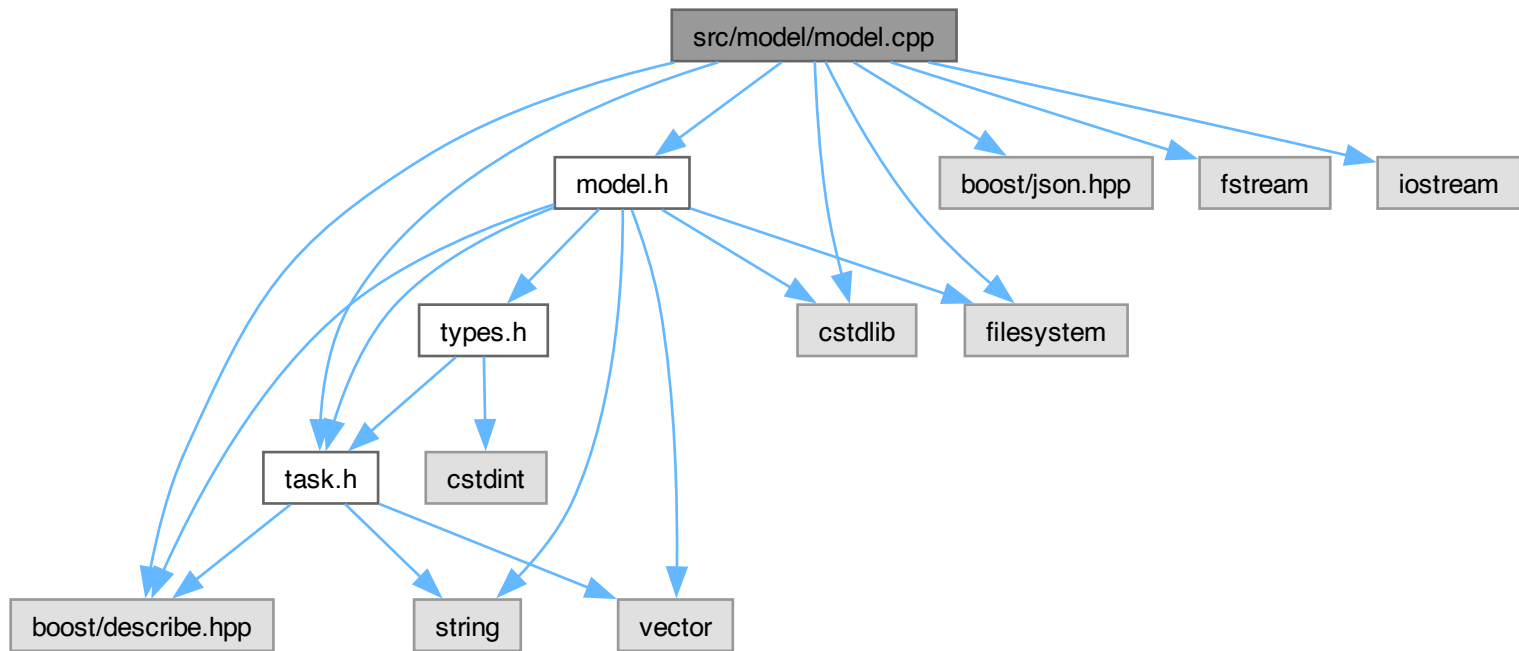 src/model/model.cpp
model.h
boost/json.hpp
fstream
iostream
types.h
cstdlib
filesystem
task.h
cstdint
boost/describe.hpp
string
vector